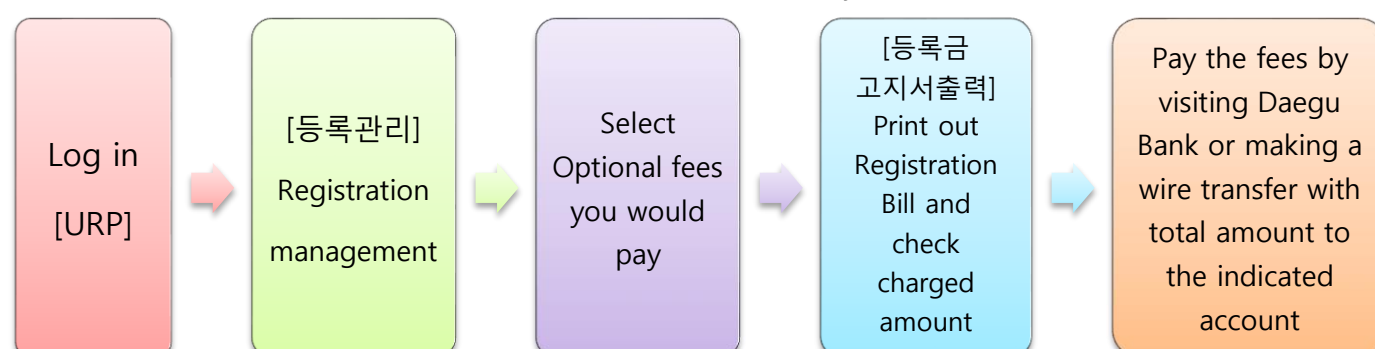 Log in
[URP]
[등록관리]
Registration
management
Select
Optional fees
you would
pay
[등록금
고지서출력]
Print out
Registration
Bill and
check
charged
amount
Pay the fees by
visiting Daegu
Bank or making a
wire transfer with
total amount to
the indicated
account